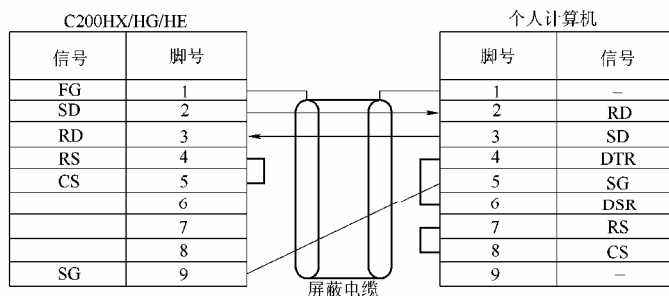 C200HX/HG/HE 个人计算机
信号 脚号 脚号 信号
FG 1 1 –
SD 2 2 RD
RD 3 3 SD
RS 4 4 DTR
CS 5 5 SG
6 6 DSR
7 7 RS
8 8 CS
SG 9 9 –
屏蔽电缆